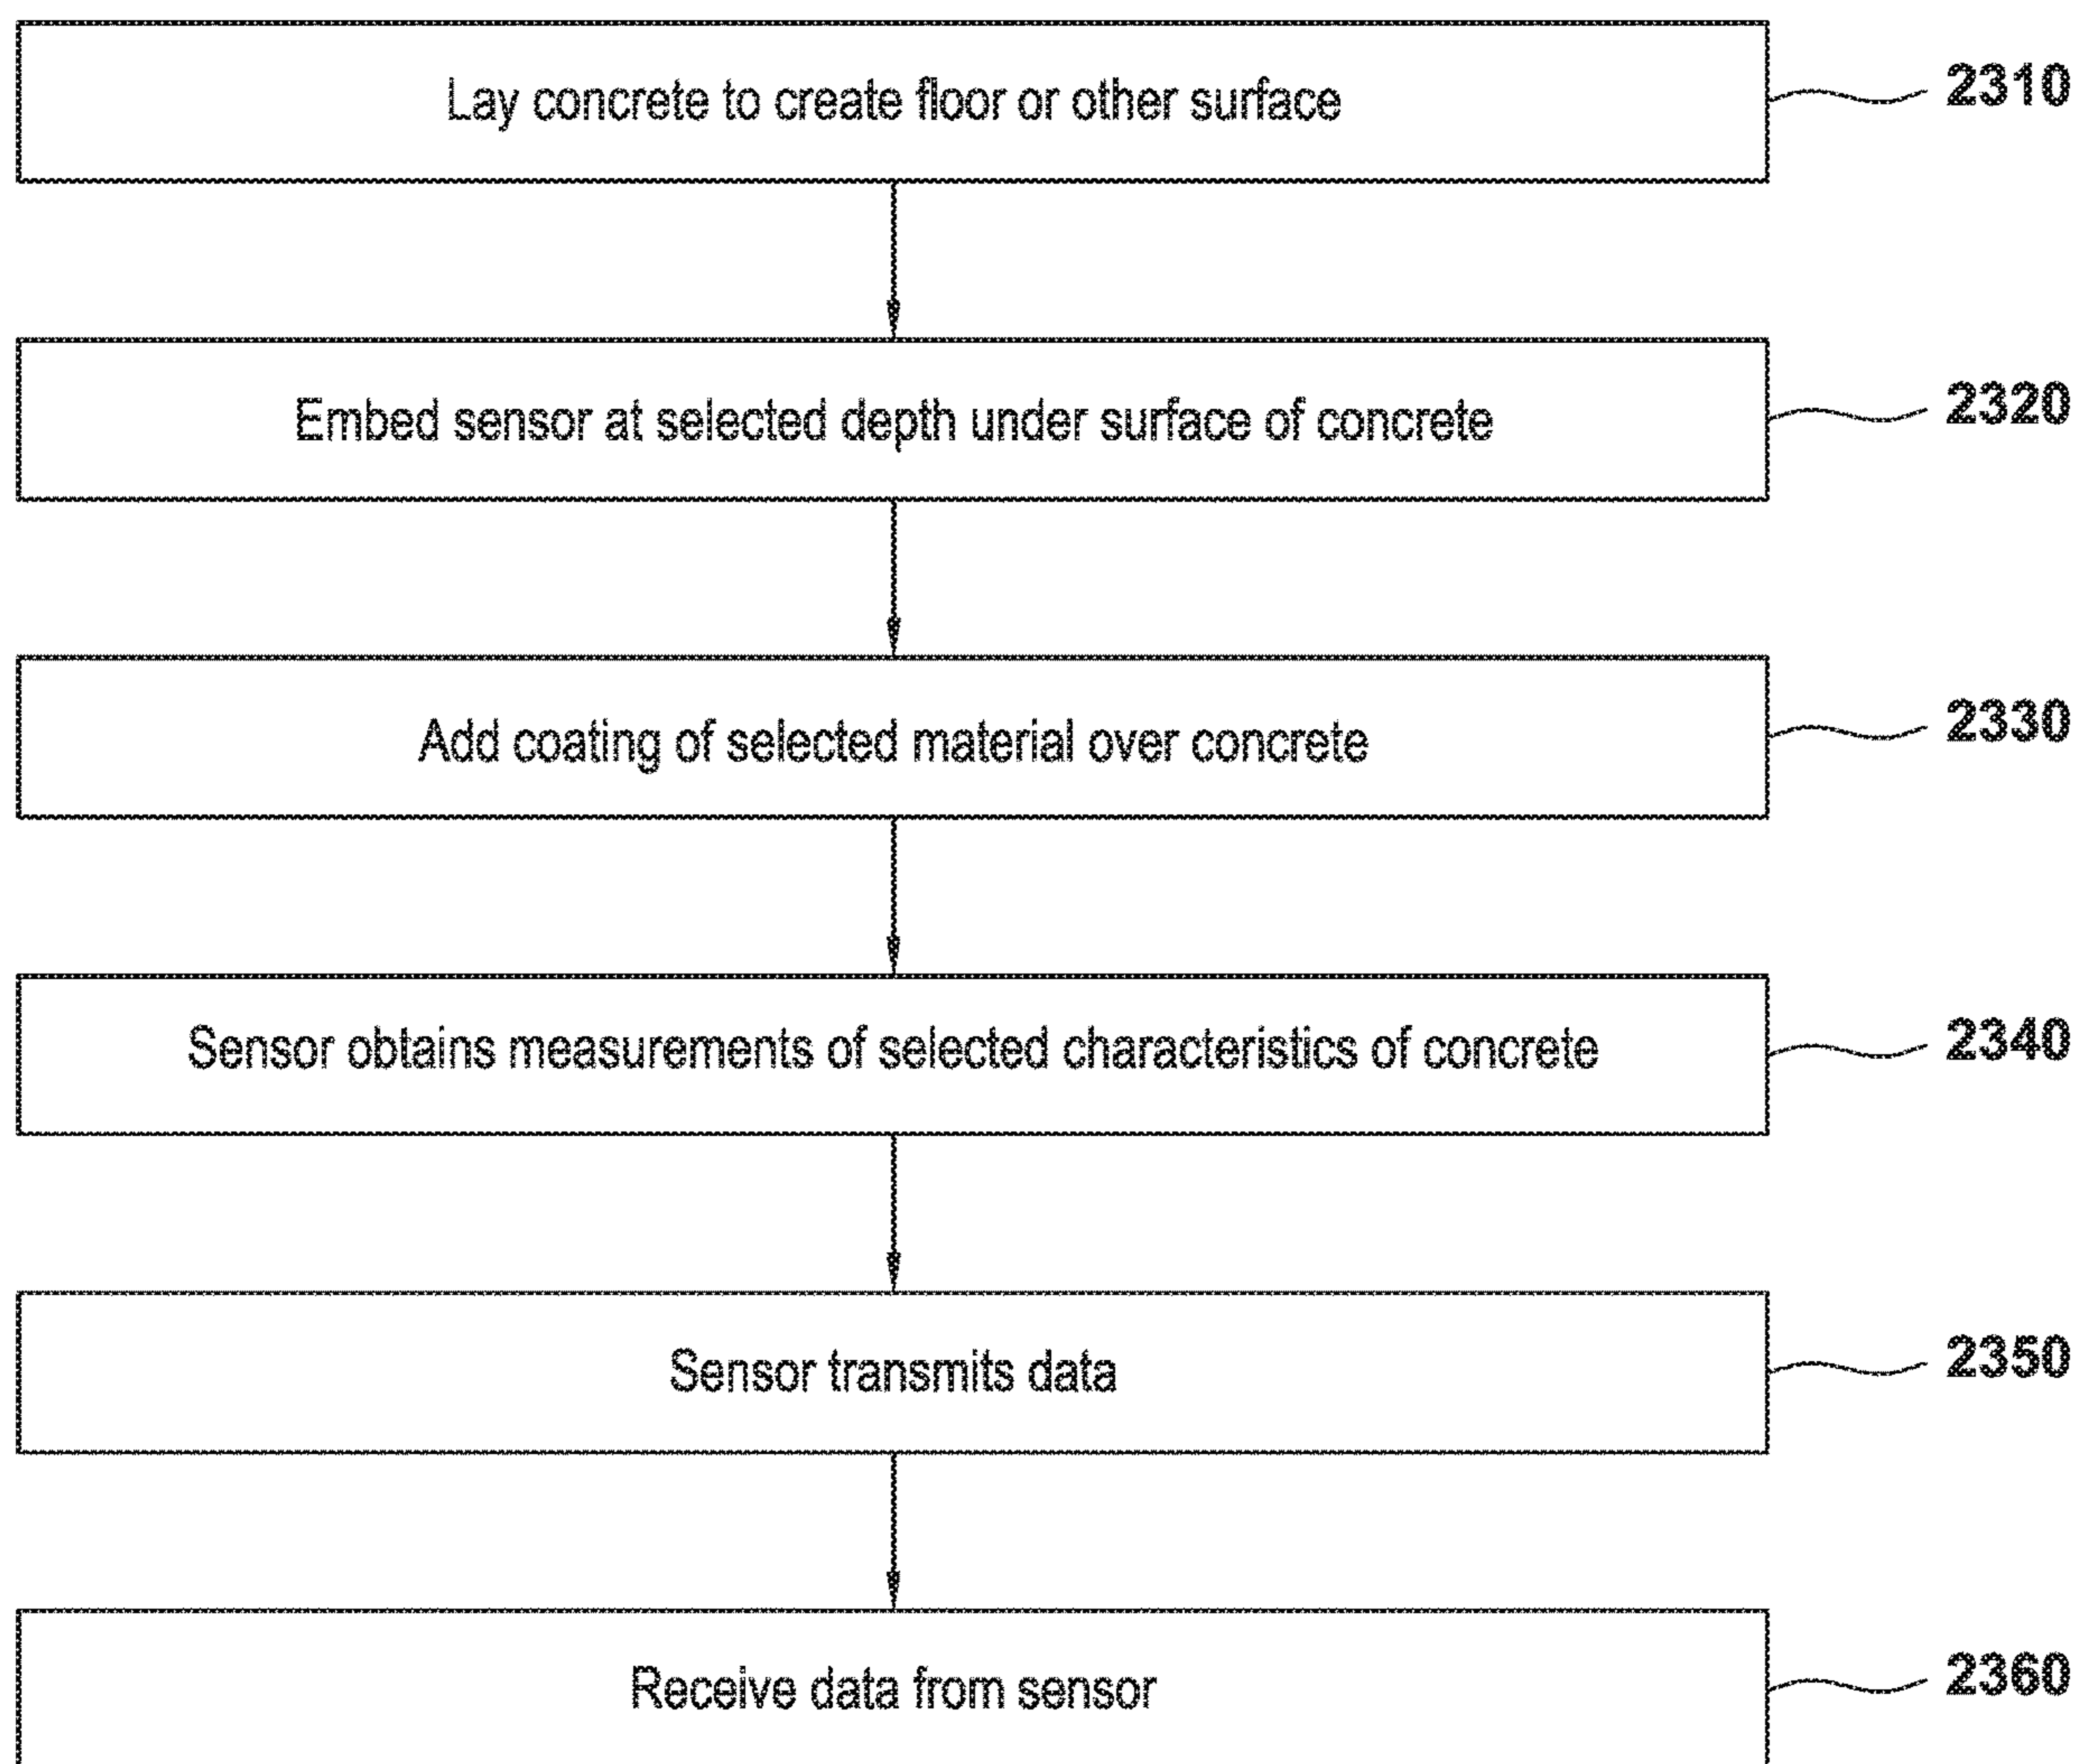 Lay concrete to create floor or other surface
2310
Embed sensor at selected depth under surface of concrete
2320
Add coating of selected material over concrete
2330
Sensor obtains measurements of selected characteristics of concrete
2340
Sensor transmits data
2350
Receive data from sensor
2360